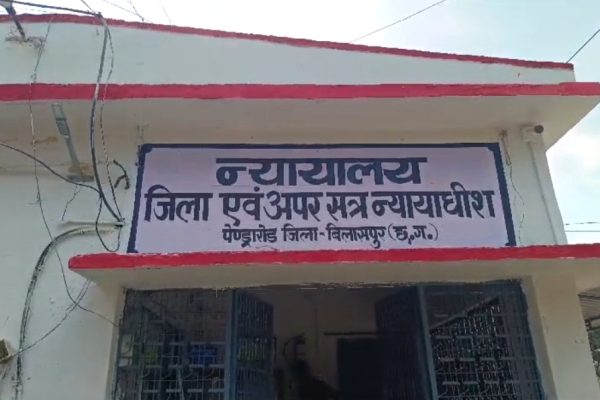 न्यायालय
जिला एवं अपर सत्र न्यायाधीश
पेण्ड्रारोड जिला-बिलासपुर (छ.ग.)